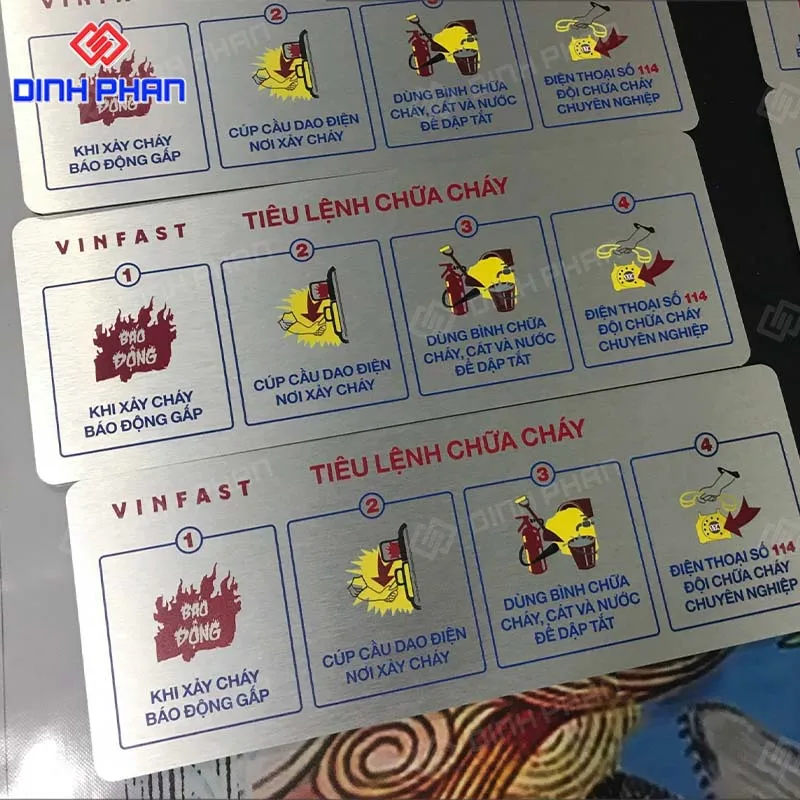 VINFA
DINH PHAN
2
BÁO
ĐỘNG
KHI XẢY CHÁY
BÁO ĐỘNG GẤP
CÚP CẦU DAO ĐIỆN
NƠI XẢY CHÁY
DÙNG BÌNH CHỮA
CHÁY, CÁT VÀ NƯỚC
ĐỂ DẬP TẮT
ĐIỆN THOẠI SỐ 114
ĐỘI CHỮA CHÁY
CHUYÊN NGHIỆP
VINFAST
TIÊU LỆNH CHỮA CHÁY
1
2
3
4
BÁO
ĐỘNG
KHI XẢY CHÁY
BÁO ĐỘNG GẤP
CÚP CẦU DAO ĐIỆN
NƠI XẢY CHÁY
DÙNG BÌNH CHỮA
CHÁY, CÁT VÀ NƯỚC
ĐỂ DẬP TẮT
ĐIỆN THOẠI SỐ 114
ĐỘI CHỮA CHÁY
CHUYÊN NGHIỆP
VINFAST
TIÊU LỆNH CHỮA CHÁY
1
2
3
4
BÁO
ĐỘNG
KHI XẢY CHÁY
BÁO ĐỘNG GẤP
CÚP CẦU DAO ĐIỆN
NƠI XẢY CHÁY
DÙNG BÌNH CHỮA
CHÁY, CÁT VÀ NƯỚC
ĐỂ DẬP TẮT
ĐIỆN THOẠI SỐ 114
ĐỘI CHỮA CHÁY
CHUYÊN NGHIỆP
DINH PHAN